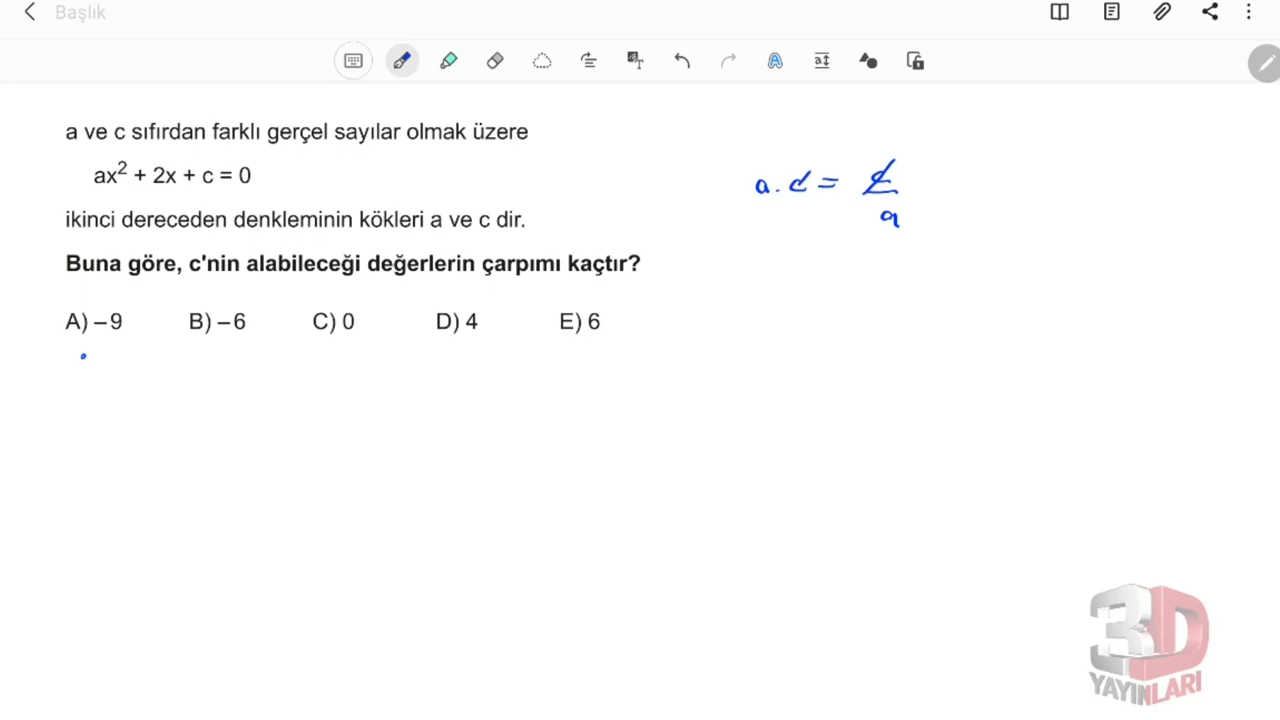 Başlık
a ve c sıfırdan farklı gerçel sayılar olmak üzere
ax² + 2x + c = 0
ikinci dereceden denkleminin kökleri a ve c dir.
Buna göre, c'nin alabileceği değerlerin çarpımı kaçtır?
A) –9 B) –6 C) 0 D) 4 E) 6
a . c = c
a
3D
YAYINLARI